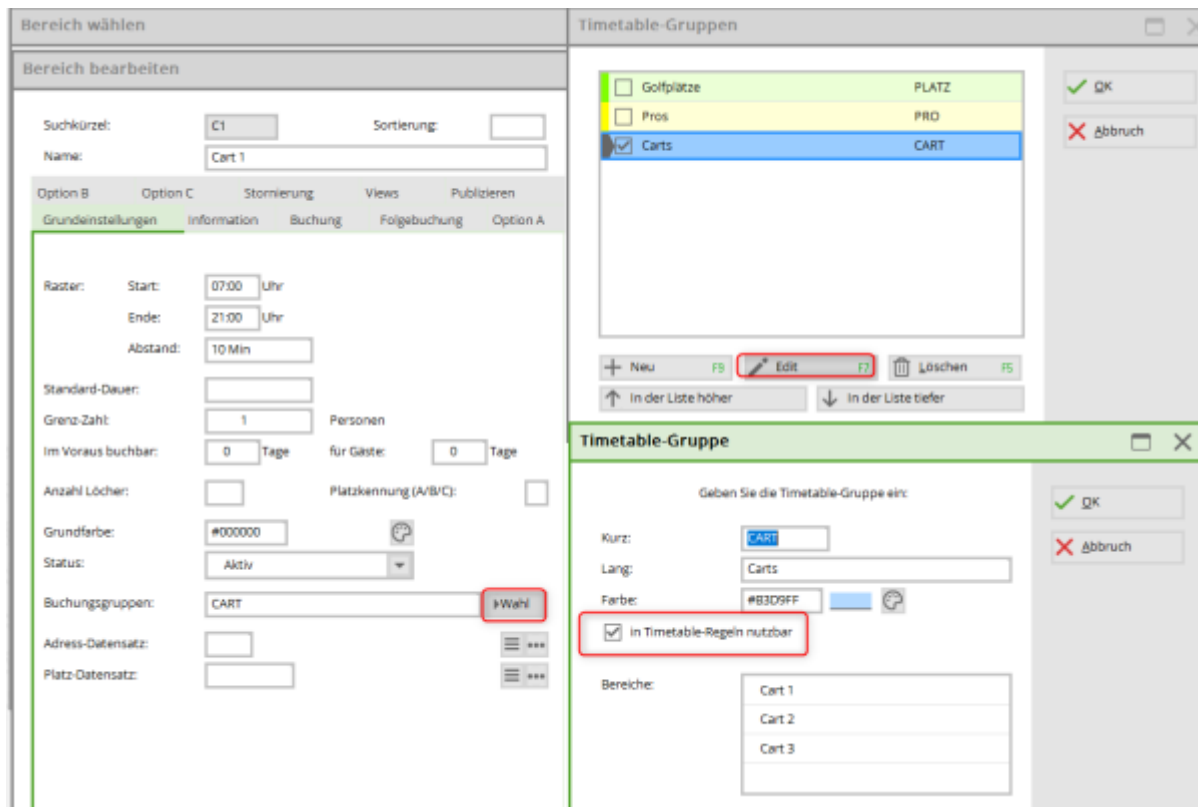 Bereich wählen
Bereich bearbeiten
Suchkürzel: C1 Sortierung:
Name: Cart 1
Option B Option C Stornierung Views Publizieren
Grundeinstellungen Information Buchung Folgebuchung Option A
Raster: Start: 07:00 Uhr
Ende: 21:00 Uhr
Abstand: 10 Min
Standard-Dauer:
Grenz-Zahl: 1 Personen
Im Voraus buchbar: 0 Tage für Gäste: 0 Tage
Anzahl Löcher: Platzkennung (A/B/C):
Grundfarbe: #000000
Status: Aktiv
Buchungsgruppen: CART Wahl
Adress-Datensatz:
Platz-Datensatz:
Timetable-Gruppen
Golfplätze PLATZ
Pros PRO
Carts CART
OK
Abbruch
Neu F9 Edit F7 Löschen F5
In der Liste höher In der Liste tiefer
Timetable-Gruppe
Geben Sie die Timetable-Gruppe ein:
Kurz: CART
Lang: Carts
Farbe: #B3D9FF
in Timetable-Regeln nutzbar
Bereiche: Cart 1
Cart 2
Cart 3
OK
Abbruch